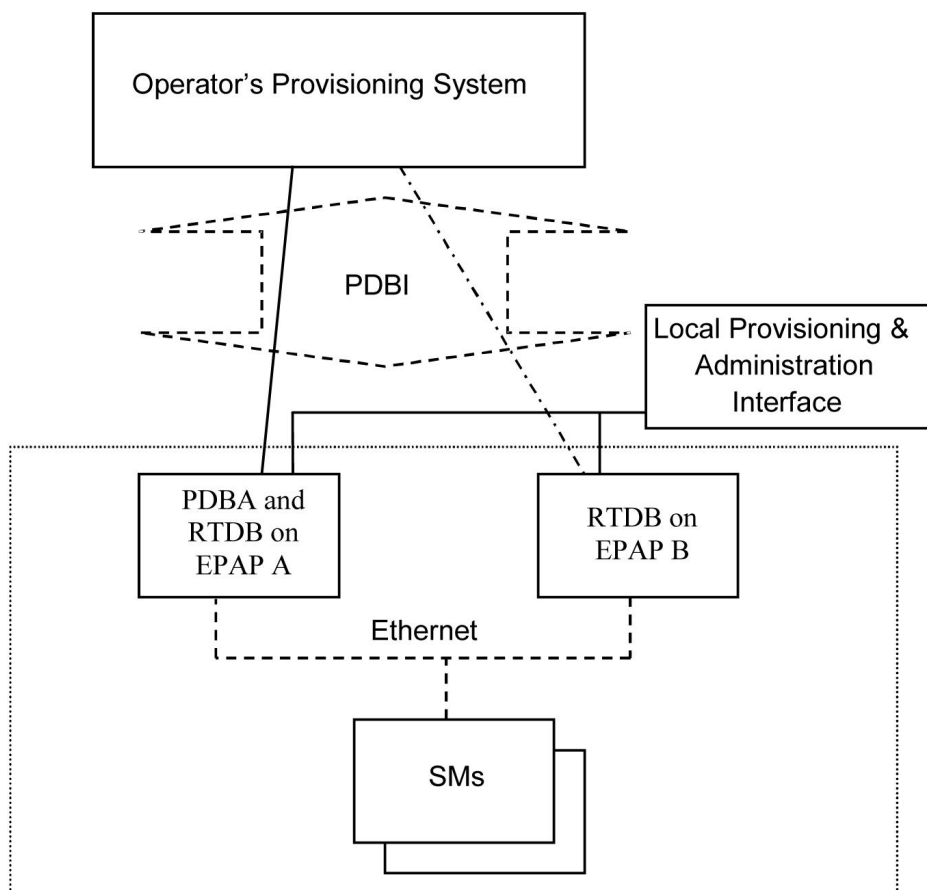 Operator’s Provisioning System
PDBI
Local Provisioning &
Administration
Interface
PDBA and
RTDB on
EPAP A
RTDB on
EPAP B
Ethernet
SMs